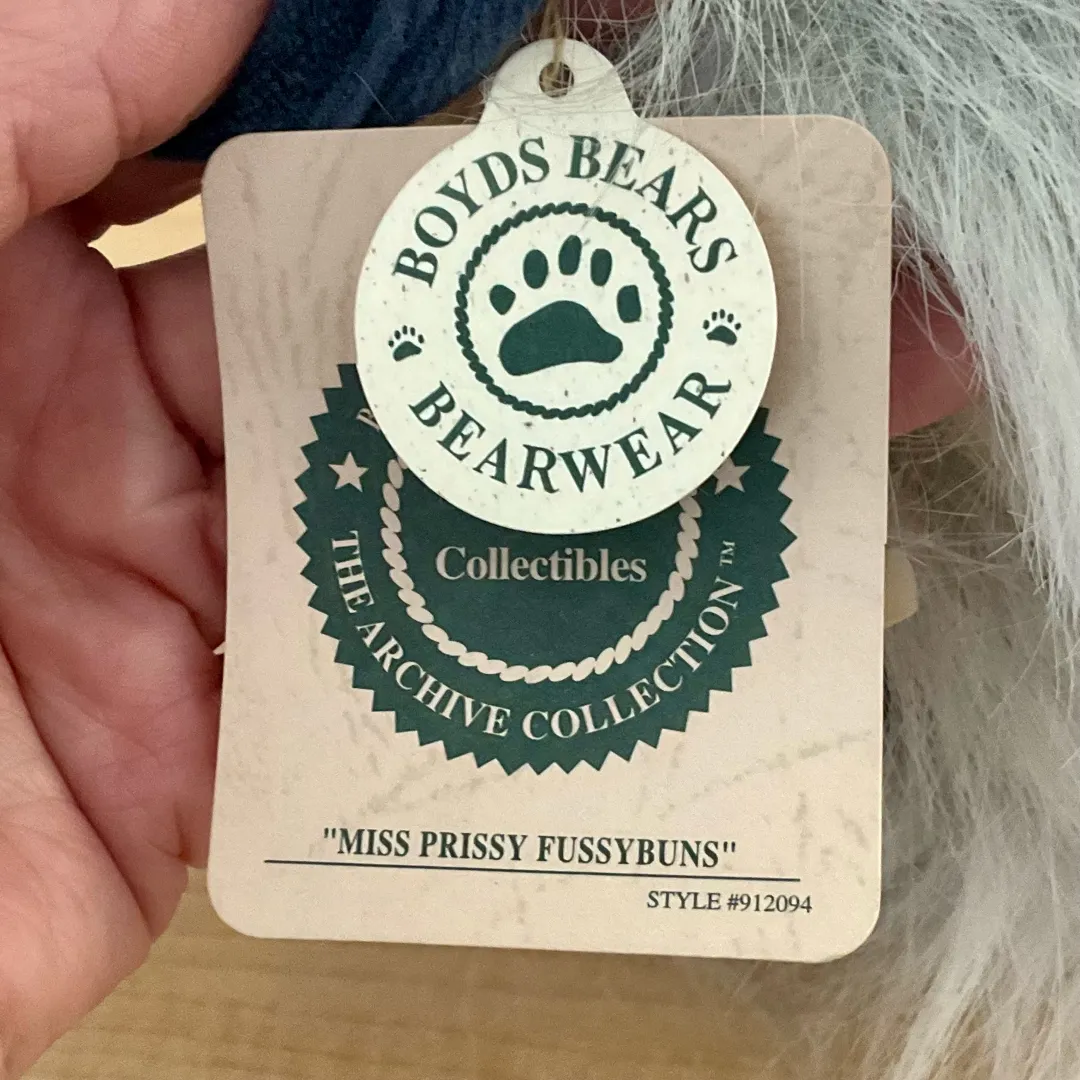 BOYDS BEARS
BEARWEAR
Collectibles
THE ARCHIVE COLLECTION™
"MISS PRISSY FUSSYBUNS"
STYLE #912094